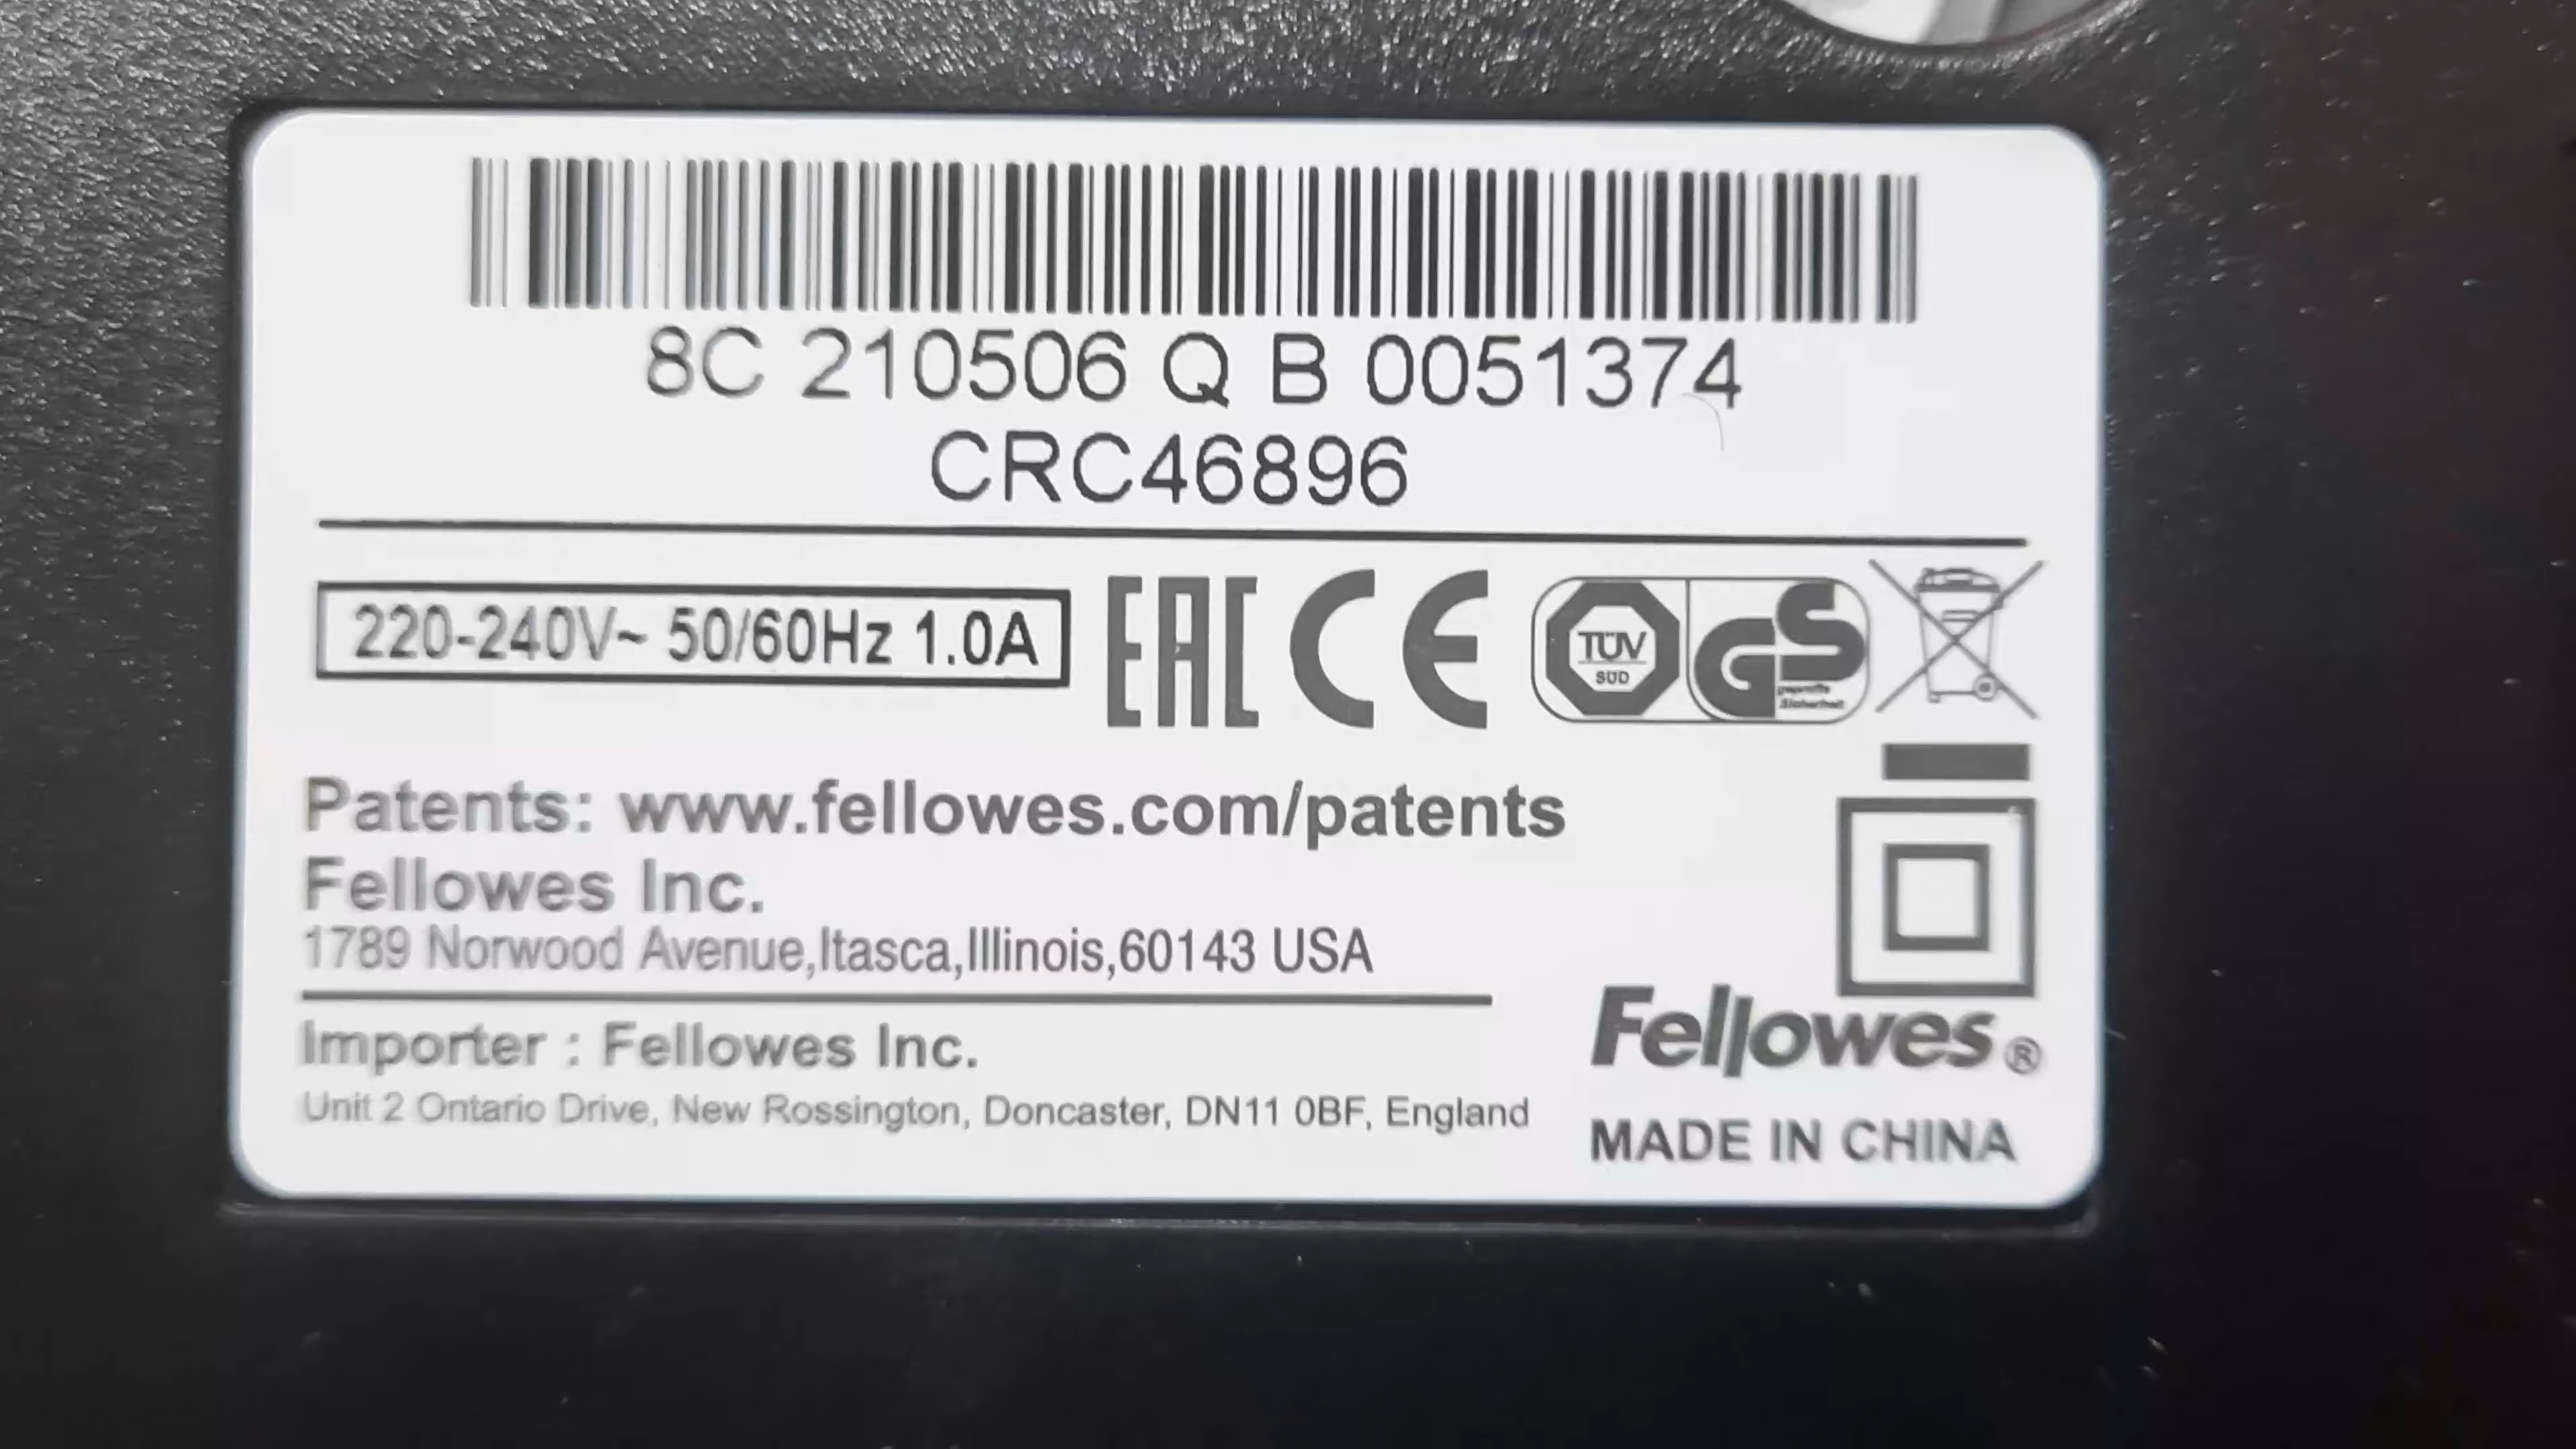 8C 210506 Q B 0051374
CRC46896
220-240V~ 50/60Hz 1.0A
EAC CE
TÜV
SÜD
GS
geprüfte
Sicherheit
Patents: www.fellowes.com/patents
Fellowes Inc.
1789 Norwood Avenue,Itasca,Illinois,60143 USA
Importer : Fellowes Inc.
Unit 2 Ontario Drive, New Rossington, Doncaster, DN11 0BF, England
Fellowes®
MADE IN CHINA